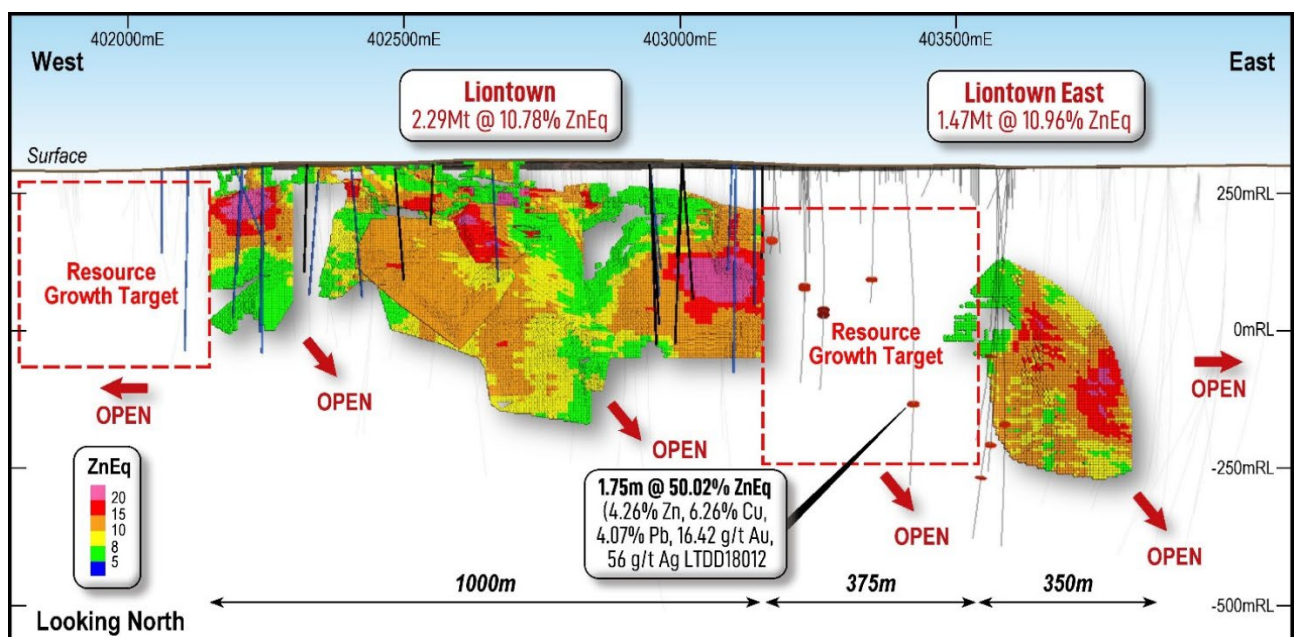 402000mE
402500mE
403000mE
403500mE
West
East
Liontown
2.29Mt @ 10.78% ZnEq
Liontown East
1.47Mt @ 10.96% ZnEq
Surface
250mRL
Resource
Growth Target
Resource
Growth Target
0mRL
OPEN
OPEN
OPEN
OPEN
OPEN
OPEN
-250mRL
ZnEq
20
15
10
8
5
1.75m @ 50.02% ZnEq
(4.26% Zn, 6.26% Cu,
4.07% Pb, 16.42 g/t Au,
56 g/t Ag LTDD18012
1000m
375m
350m
Looking North
-500mRL